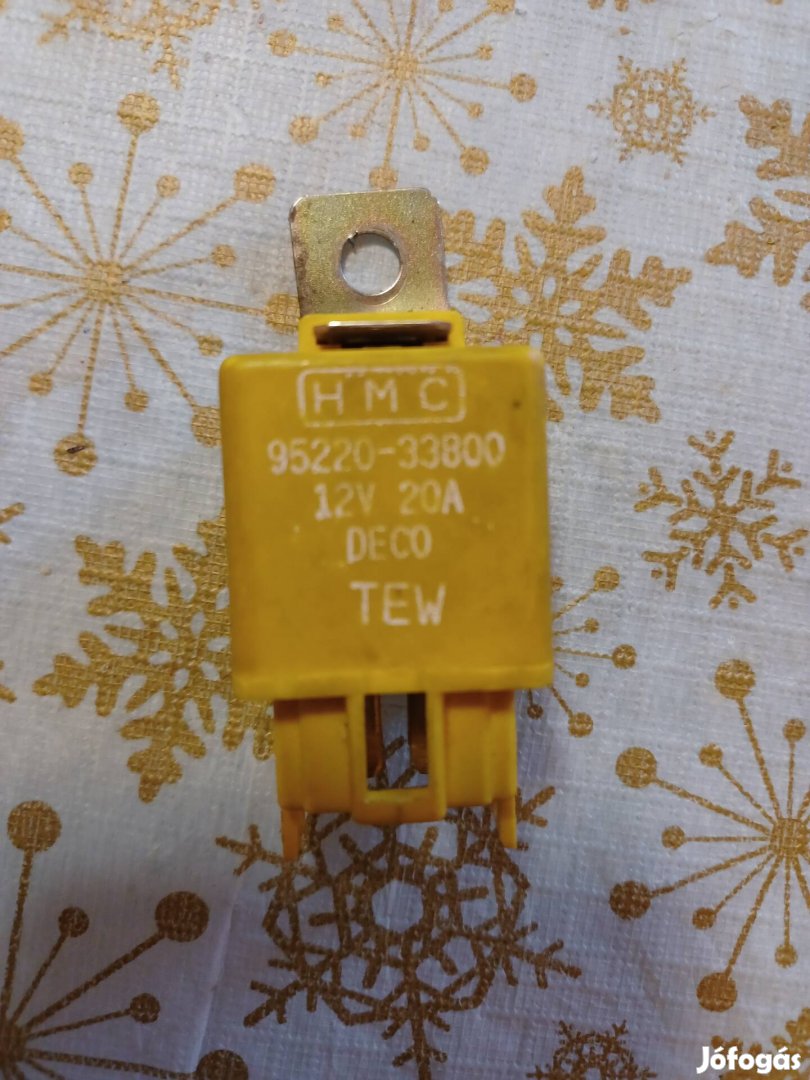 HMC
95220-33800
12V 20A
DECO
TEW
Jófogás